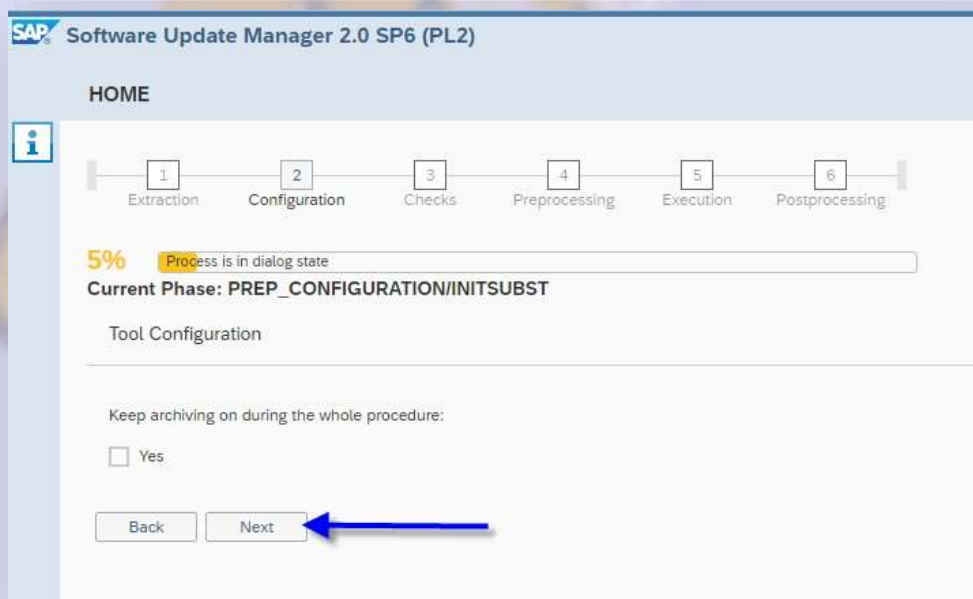 SAP Software Update Manager 2.0 SP6 (PL2)
HOME
i
1 2 3 4 5 6
Extraction Configuration Checks Preprocessing Execution Postprocessing
5% Process is in dialog state
Current Phase: PREP_CONFIGURATION/INITSUBST
Tool Configuration
Keep archiving on during the whole procedure:
Yes
Back Next